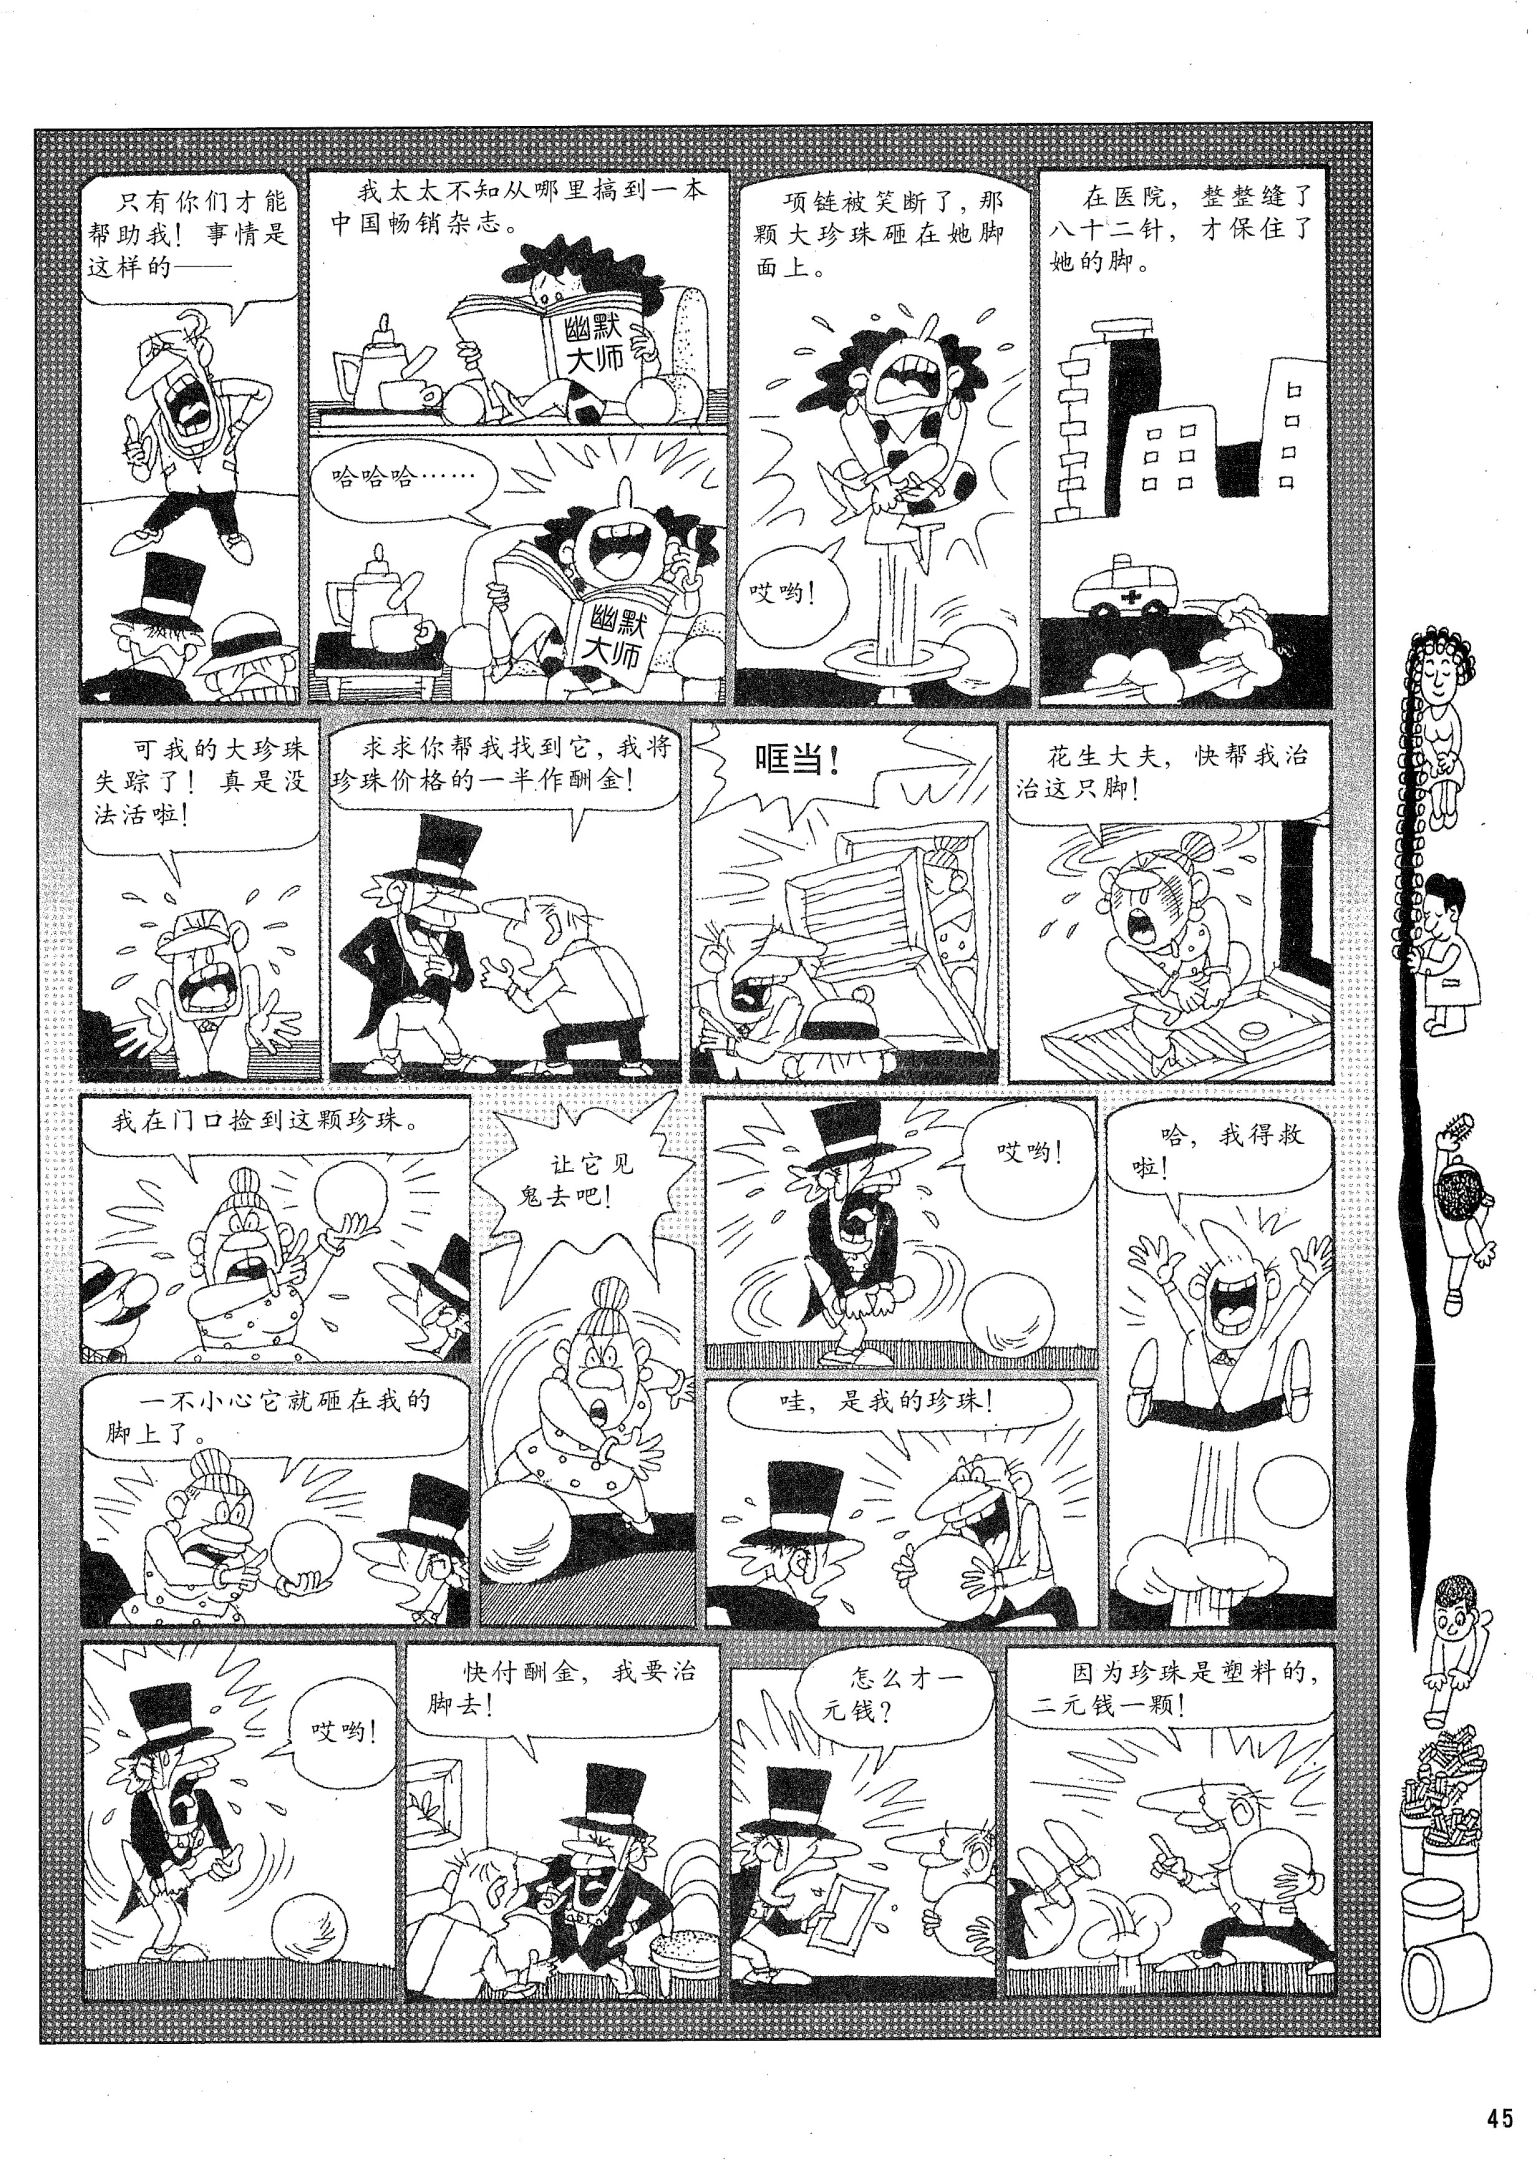 只有你们才能
帮助我！事情是
这样的——
我太太不知从哪里搞到一本
中国畅销杂志。
幽默
大师
哈哈哈……
幽默
大师
项链被笑断了，那
颗大珍珠砸在她脚
面上。
哎哟！
在医院，整整缝了
八十二针，才保住了
她的脚。
可我的大珍珠
失踪了！真是没
法活啦！
求求你帮我找到它，我将
珍珠价格的一半作酬金！
哐当！
花生大夫，快帮我治
治这只脚！
我在门口捡到这颗珍珠。
一不小心它就砸在我的
脚上了。
让它见
鬼去吧！
哎哟！
哇，是我的珍珠！
哈，我得救
啦！
哎哟！
快付酬金，我要治
脚去！
怎么才一
元钱？
因为珍珠是塑料的，
二元钱一颗！
45